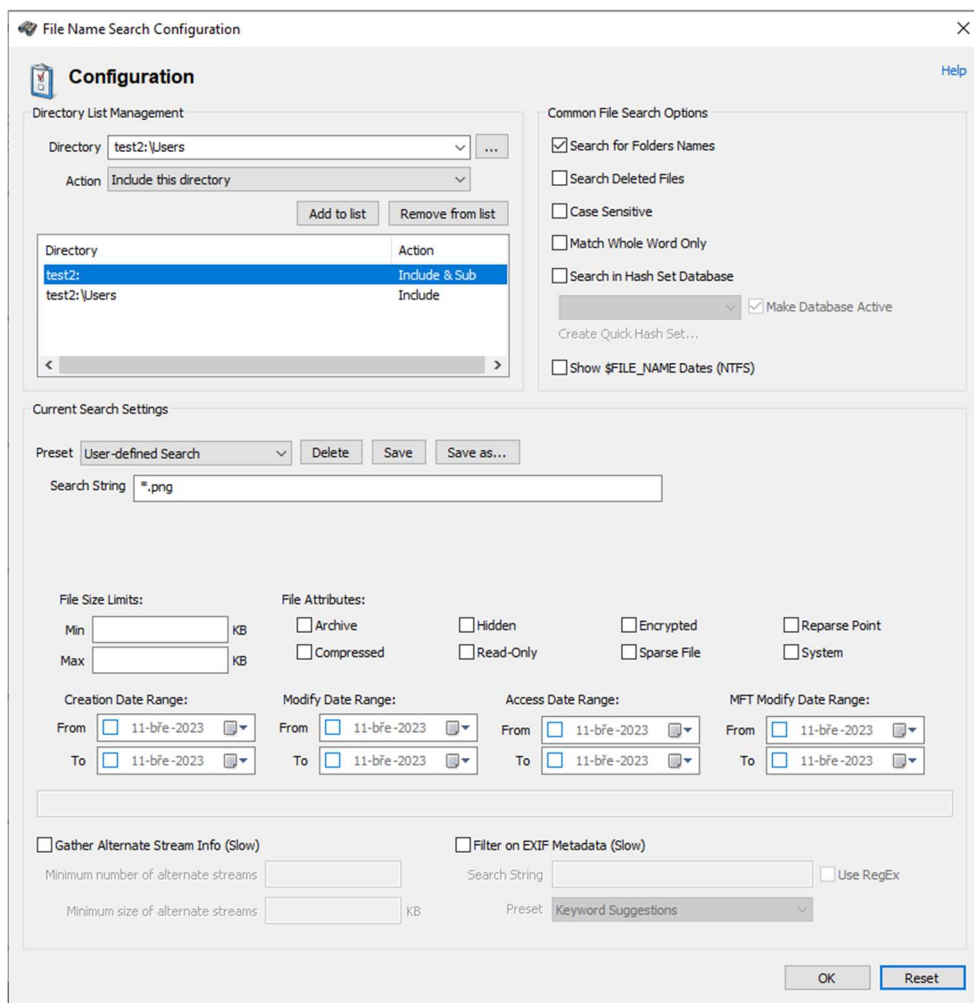 File Name Search Configuration
Configuration
Help
Directory List Management
Directory test2:\Users ...
Action Include this directory
Add to list Remove from list
Directory Action
test2: Include & Sub
test2:\Users Include
Common File Search Options
Search for Folders Names
Search Deleted Files
Case Sensitive
Match Whole Word Only
Search in Hash Set Database
Make Database Active
Create Quick Hash Set...
Show $FILE_NAME Dates (NTFS)
Current Search Settings
Preset User-defined Search Delete Save Save as...
Search String *.png
File Size Limits:
Min KB
Max KB
File Attributes:
Archive Hidden Encrypted Reparse Point
Compressed Read-Only Sparse File System
Creation Date Range: Modify Date Range: Access Date Range: MFT Modify Date Range:
From 11-bře-2023 From 11-bře-2023 From 11-bře-2023 From 11-bře-2023
To 11-bře-2023 To 11-bře-2023 To 11-bře-2023 To 11-bře-2023
Gather Alternate Stream Info (Slow)
Minimum number of alternate streams
Minimum size of alternate streams KB
Filter on EXIF Metadata (Slow)
Search String Use RegEx
Preset Keyword Suggestions
OK Reset